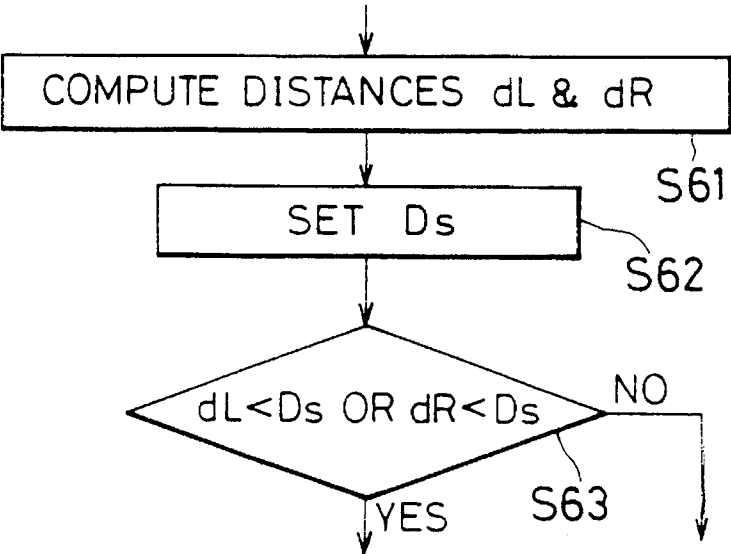 COMPUTE DISTANCES dL & dR
S61
SET Ds
S62
dL<Ds OR dR<Ds
NO
S63
YES